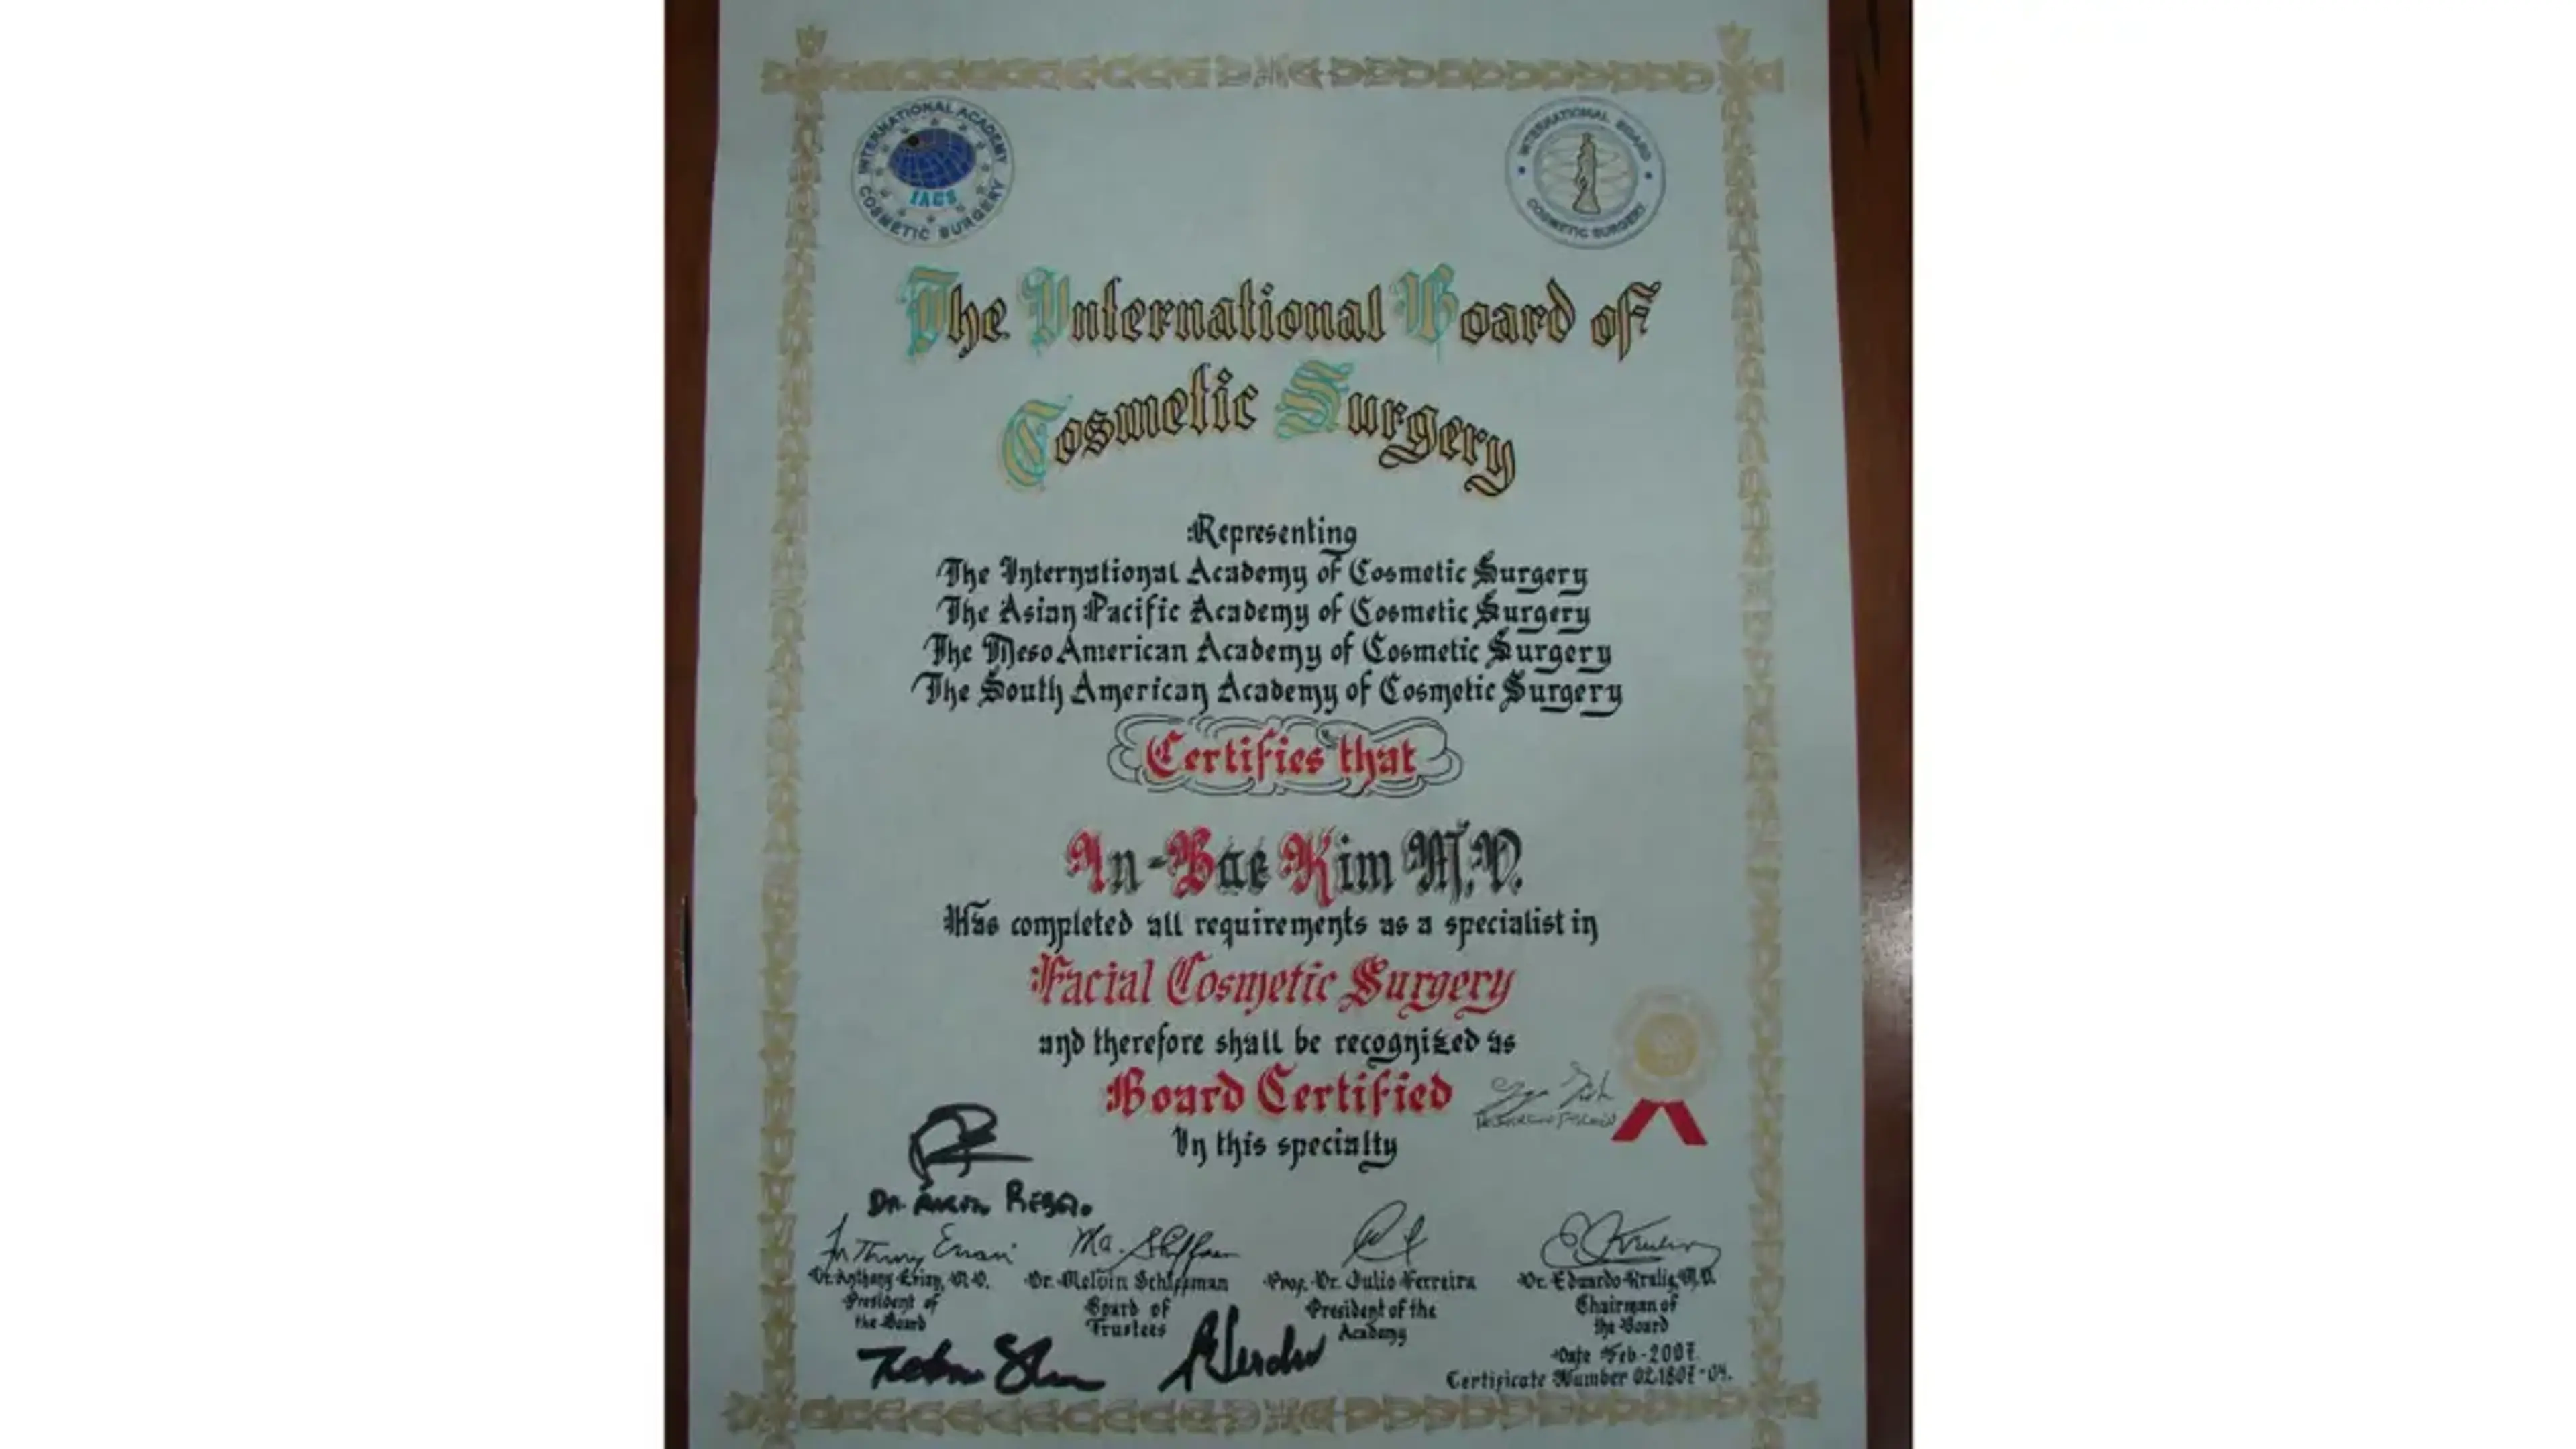 INTERNATIONAL ACADEMY
IACS
COSMETIC SURGERY
INTERNATIONAL BOARD
COSMETIC SURGERY
The International Board of
Cosmetic Surgery
Representing
The International Academy of Cosmetic Surgery
The Asian Pacific Academy of Cosmetic Surgery
The Meso American Academy of Cosmetic Surgery
The South American Academy of Cosmetic Surgery
Certifies that
In-Bae Kim M.D.
Has completed all requirements as a specialist in
Facial Cosmetic Surgery
and therefore shall be recognized as
Board Certified
In this specialty
Dr.
Dr. Anthony Erian, M.D.
President of
the Board
Dr. Melvin Schiffman
Board of
Trustees
Prof. Dr. Julio Ferreira
President of the
Academy
Dr. Eduardo Krulig, M.D.
Chairman of
the Board
Date Feb-2007.
Certificate Number